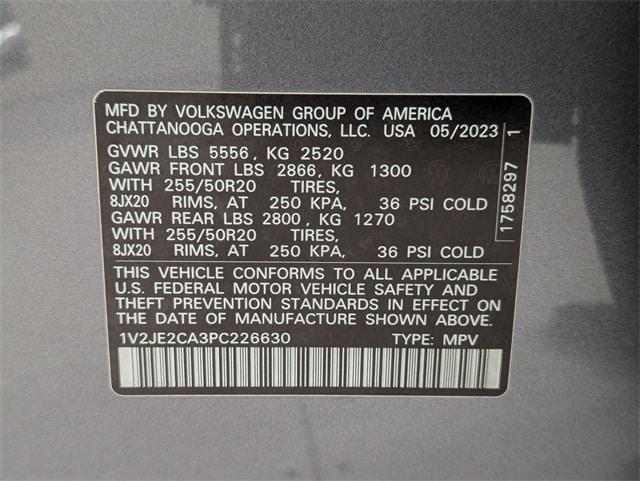 MFD BY VOLKSWAGEN GROUP OF AMERICA
CHATTANOOGA OPERATIONS, LLC. USA 05/2023
GVWR LBS 5556, KG 2520
GAWR FRONT LBS 2866, KG 1300
WITH 255/50R20 TIRES,
8JX20 RIMS, AT 250 KPA, 36 PSI COLD
GAWR REAR LBS 2800, KG 1270
WITH 255/50R20 TIRES,
8JX20 RIMS, AT 250 KPA, 36 PSI COLD
THIS VEHICLE CONFORMS TO ALL APPLICABLE
U.S. FEDERAL MOTOR VEHICLE SAFETY AND
THEFT PREVENTION STANDARDS IN EFFECT ON
THE DATE OF MANUFACTURE SHOWN ABOVE.
1V2JE2CA3PC226630 TYPE: MPV
1758297 1